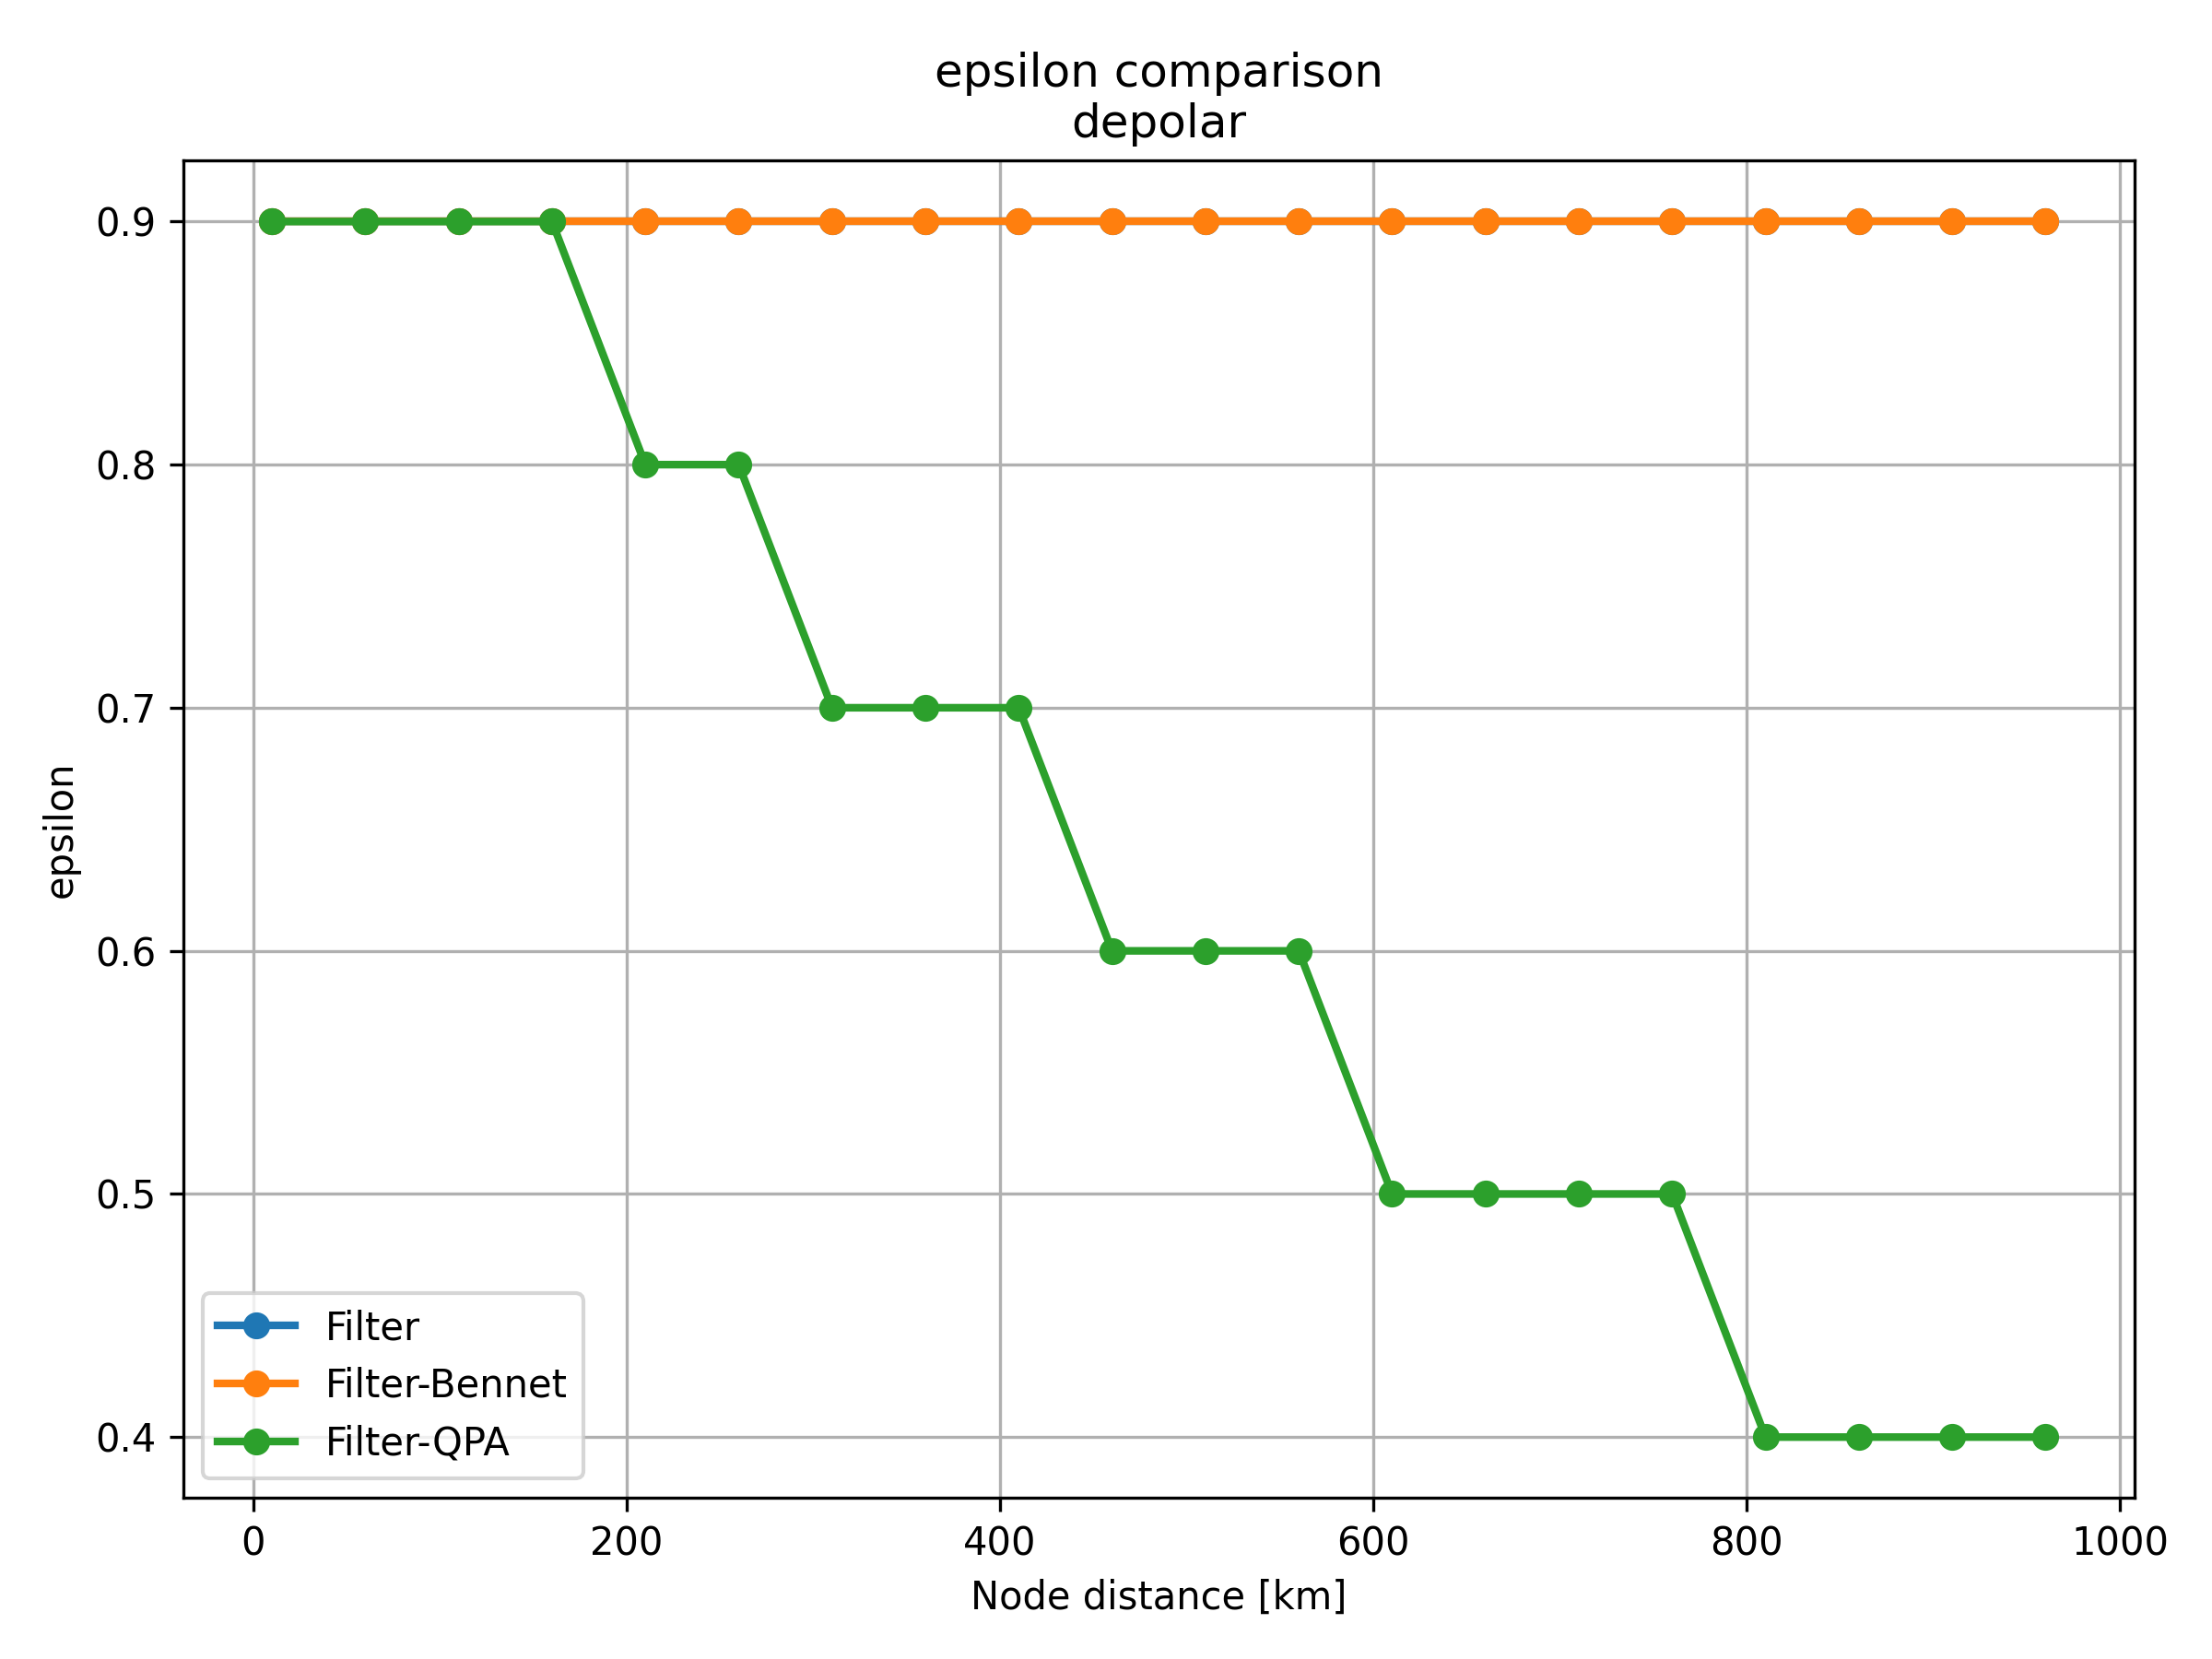 epsilon comparison
depolar
0.9
0.8
0.7
0.6
0.5
0.4
epsilon
Filter
Filter-Bennet
Filter-QPA
0 200 400 600 800 1000
Node distance [km]